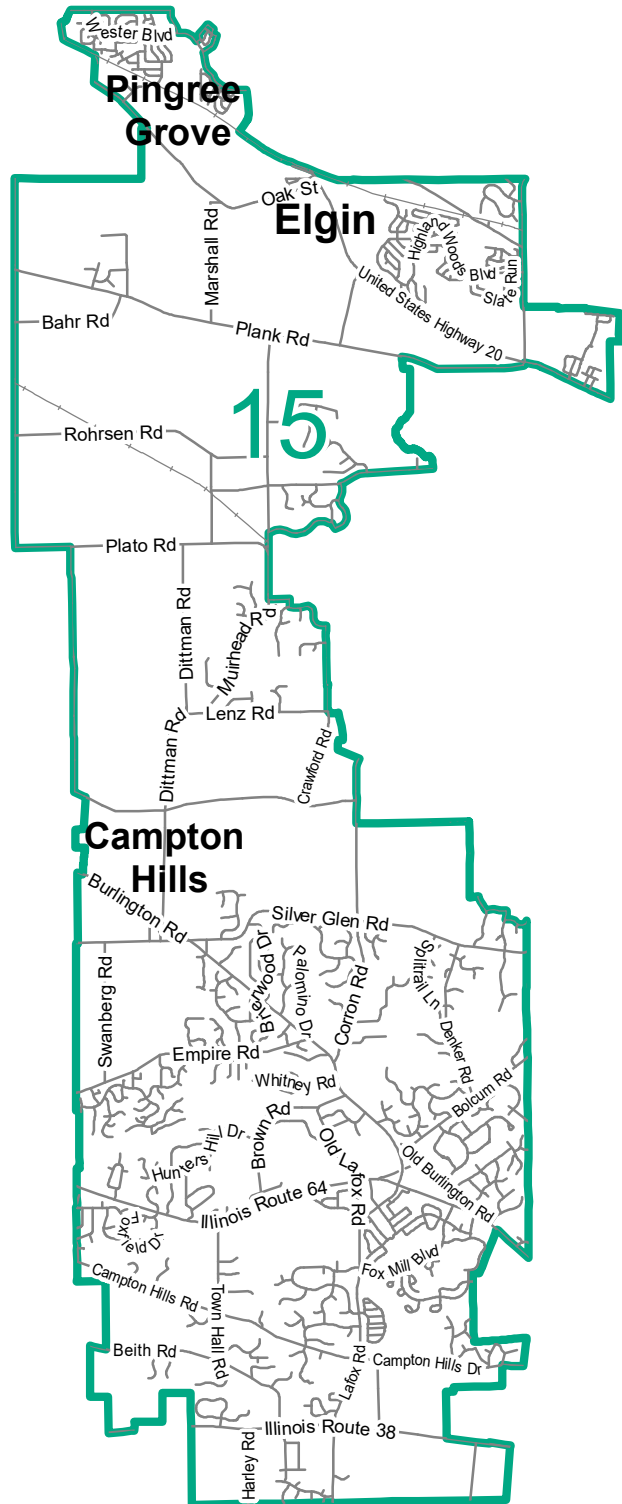 Wester Blvd
Pingree
Grove
Oak St
Elgin
Marshall Rd
Highland Woods Blvd
Slate Run
United States Highway 20
Bahr Rd
Plank Rd
15
Rohrsen Rd
Plato Rd
Dittman Rd
Muirhead Rd
Lenz Rd
Dittman Rd
Crawford Rd
Campton
Hills
Burlington Rd
Silver Glen Rd
Swanberg Rd
Brierwood Dr
Palomino Dr
Corron Rd
Splitrail Ln
Denker Rd
Empire Rd
Whitney Rd
Bolcum Rd
Brown Rd
Hunters Hill Dr
Old Lafox Rd
Old Burlington Rd
Illinois Route 64
Foxfield Dr
Fox Mill Blvd
Campton Hills Rd
Town Hall Rd
Beith Rd
Lafox Rd
Campton Hills Dr
Illinois Route 38
Harley Rd